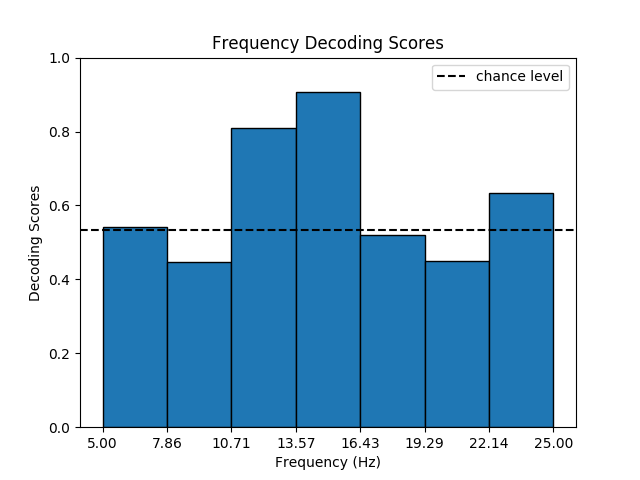 Frequency Decoding Scores
chance level
1.0
0.8
0.6
0.4
0.2
0.0
Decoding Scores
5.00 7.86 10.71 13.57 16.43 19.29 22.14 25.00
Frequency (Hz)